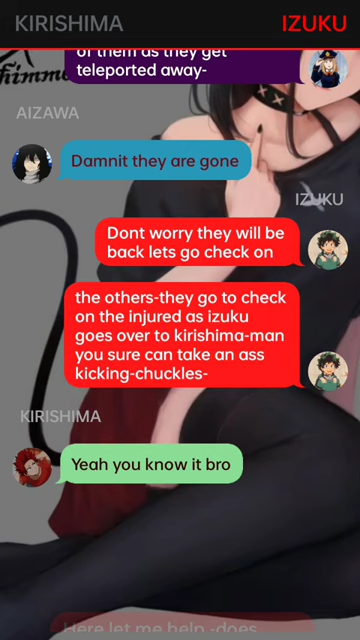 KIRISHIMA
IZUKU
of them as they get
teleported away-
himme
AIZAWA
Damnit they are gone
IZUKU
Dont worry they will be
back lets go check on
the others-they go to check
on the injured as izuku
goes over to kirishima-man
you sure can take an ass
kicking-chuckles-
KIRISHIMA
Yeah you know it bro
Here let me help -does